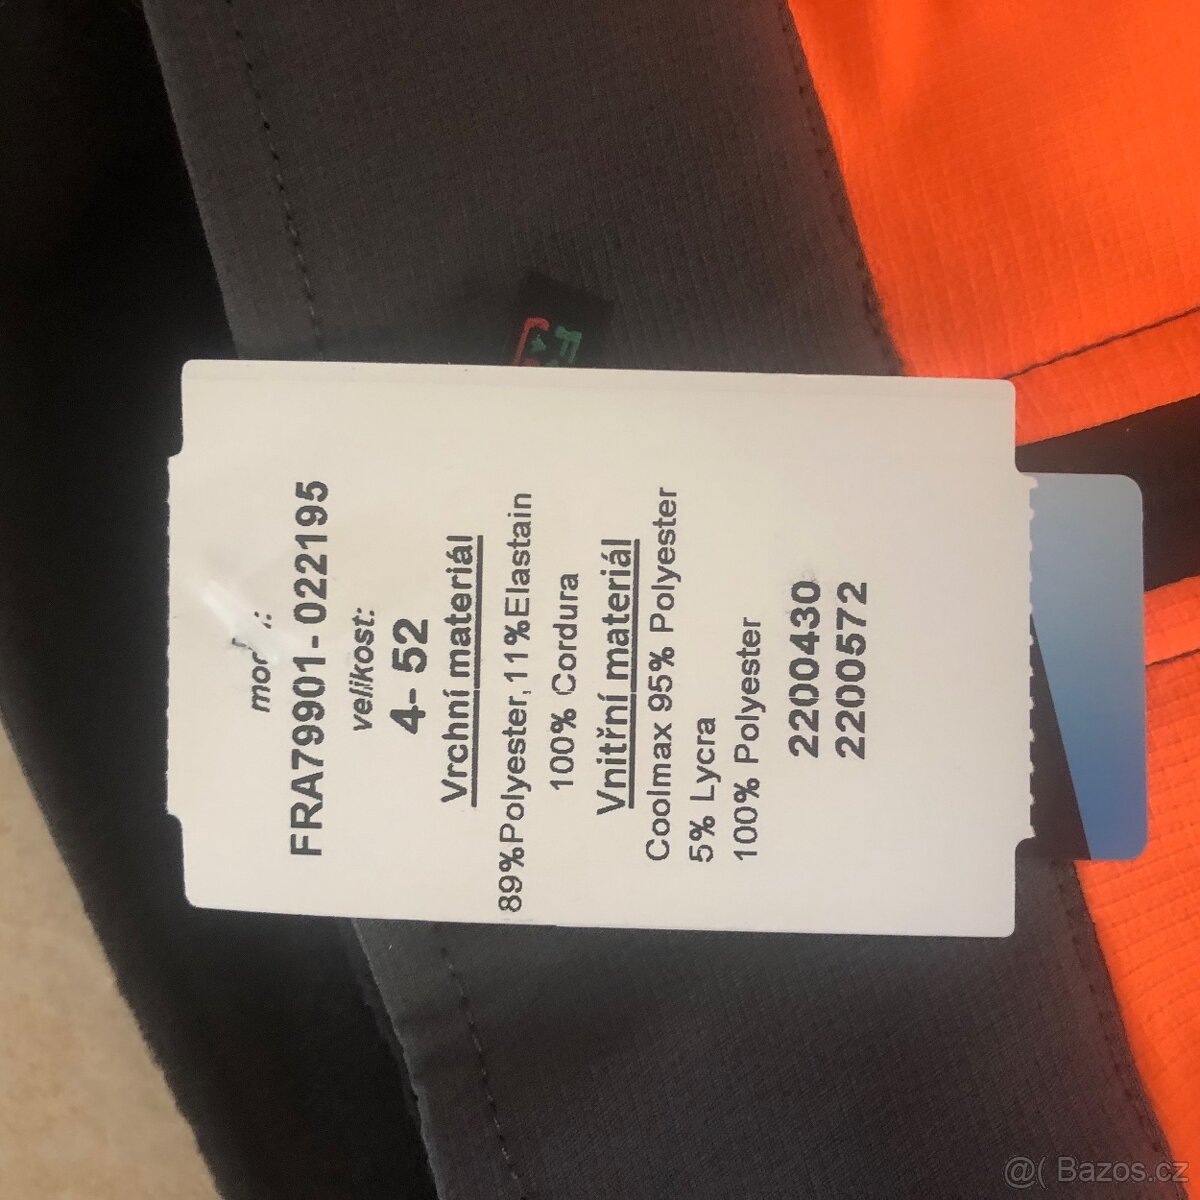 FRA79901-022195
velikost:
4- 52
Vrchní materiál
89%Polyester,11%Elastain
100% Cordura
Vnitřní materiál
Coolmax 95% Polyester
5% Lycra
100% Polyester
2200430
2200572
@( Bazos.cz